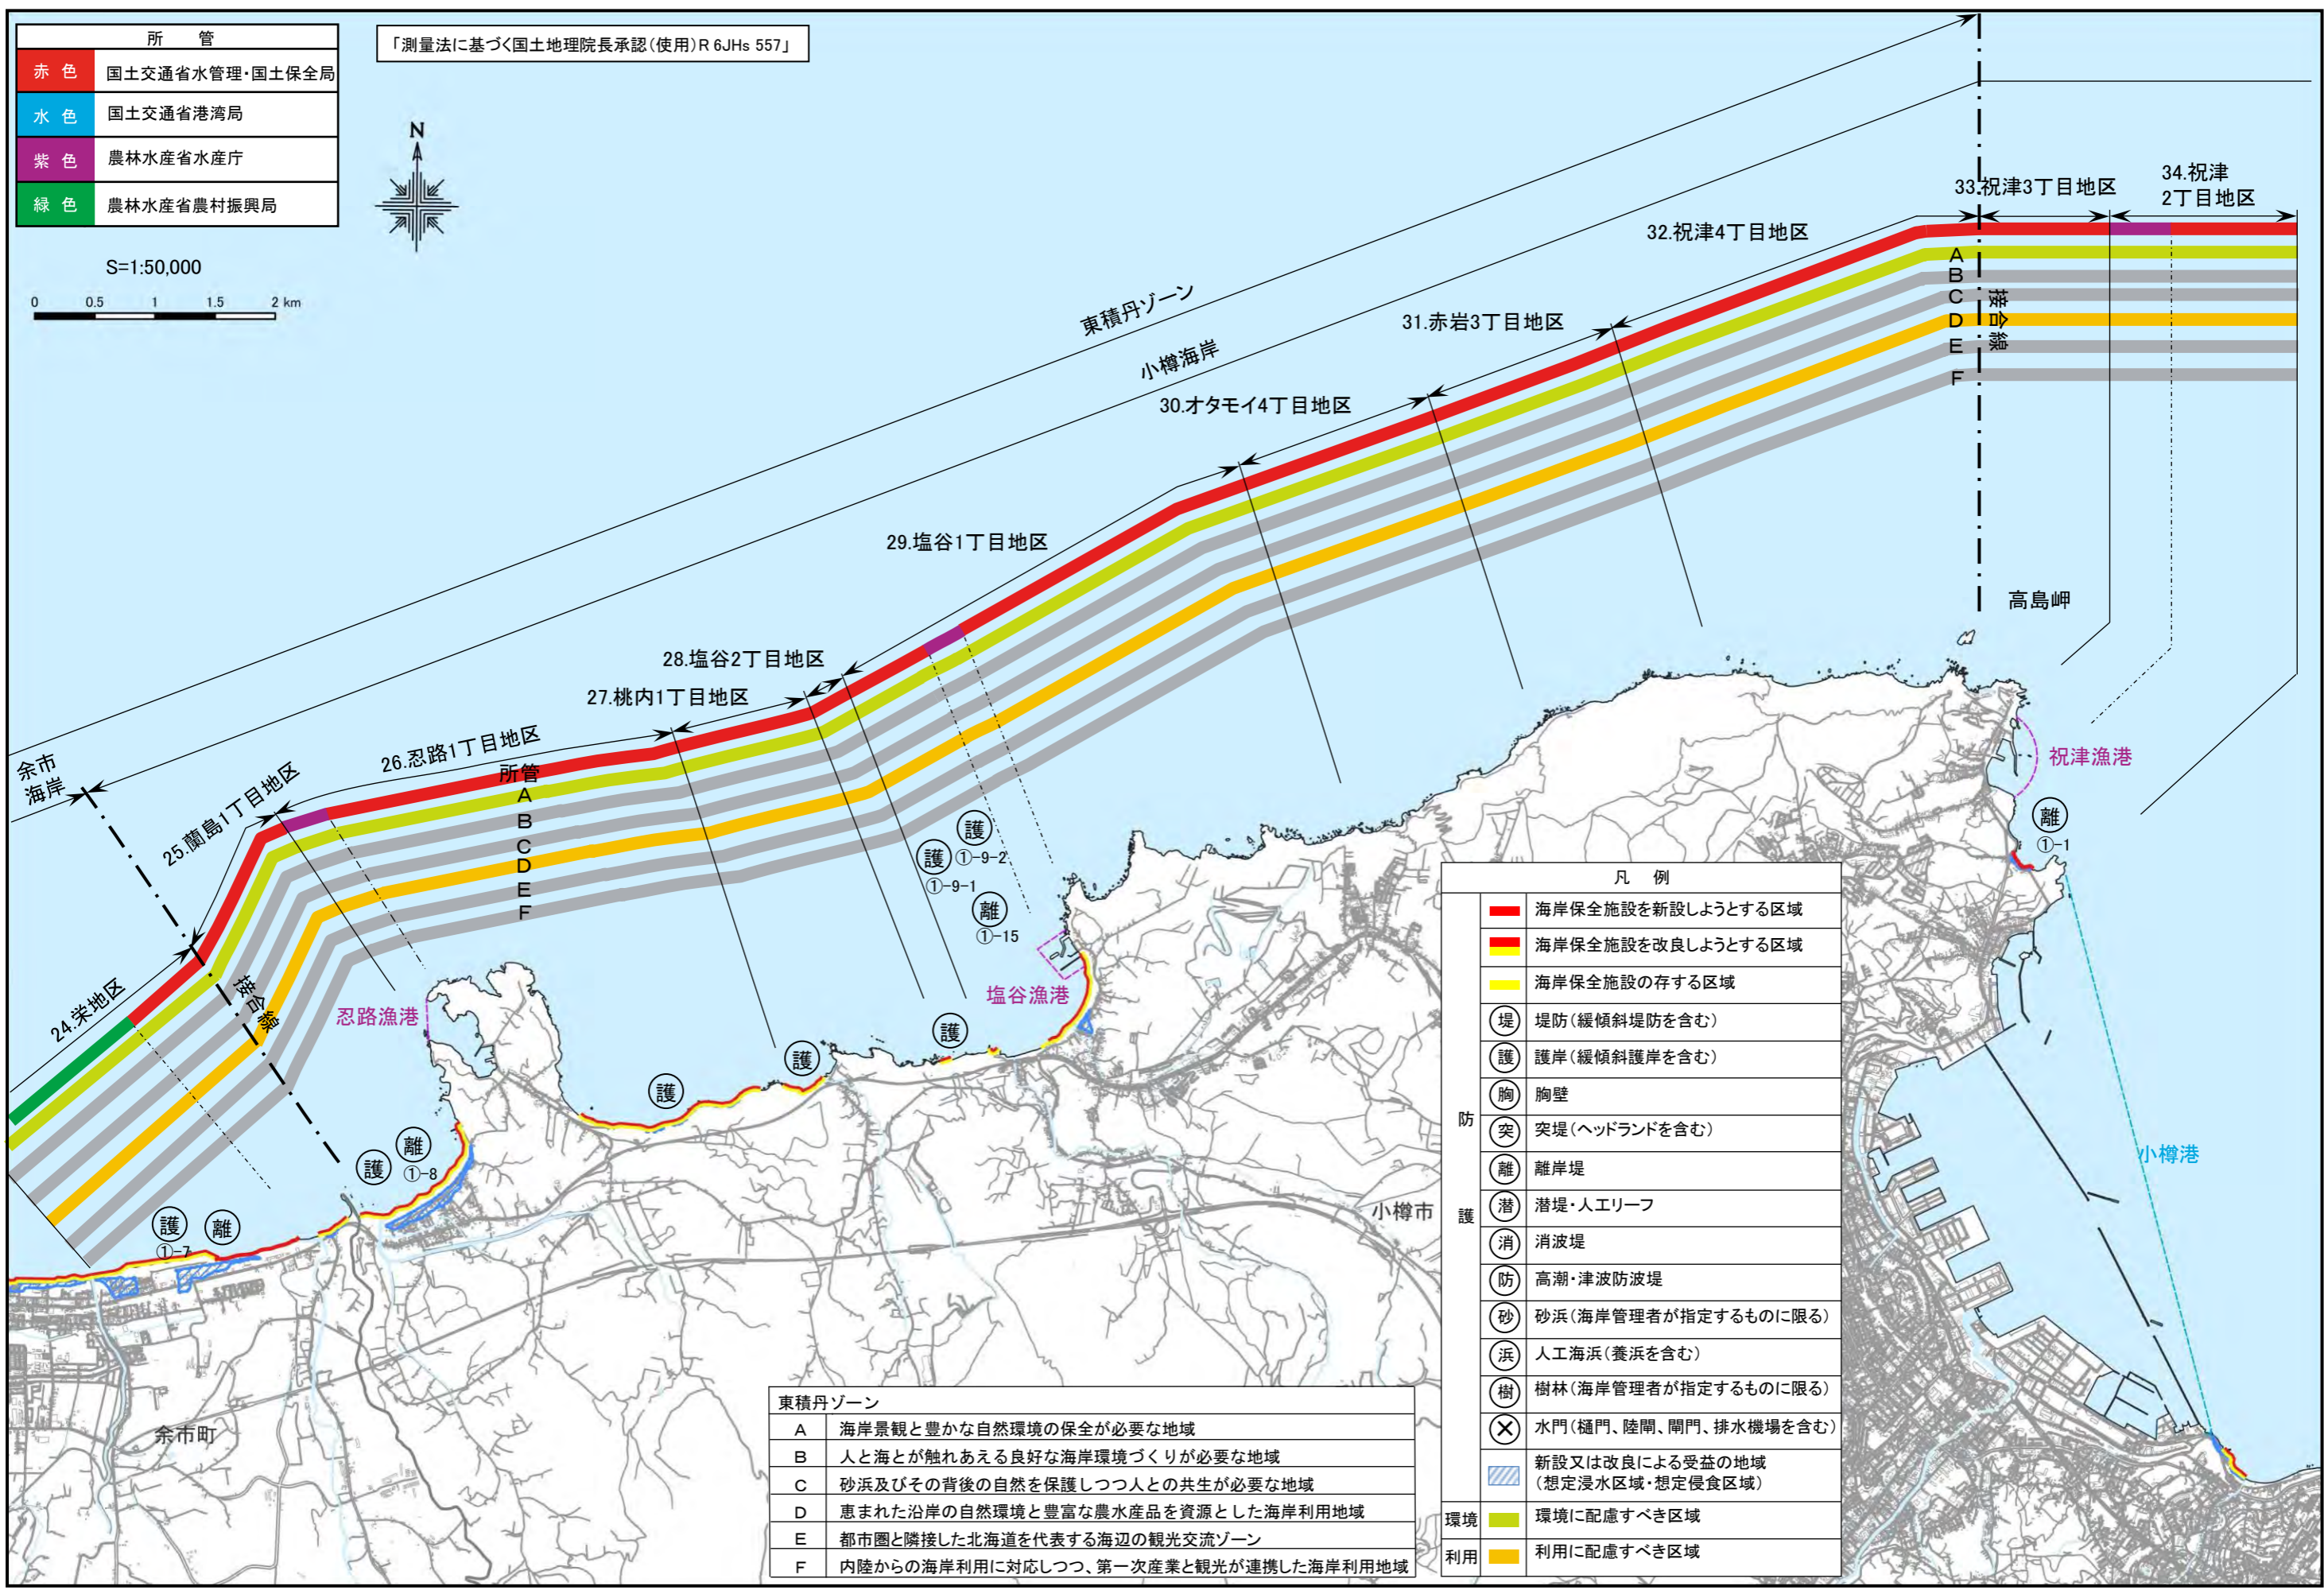 所 管
赤 色 国土交通省水管理・国土保全局
水 色 国土交通省港湾局
紫 色 農林水産省水産庁
緑 色 農林水産省農村振興局
「測量法に基づく国土地理院長承認(使用)R 6JHs 557」
N
S=1:50,000
0 0.5 1 1.5 2 km
東積丹ゾーン
小樽海岸
余市
海岸
24.栄地区
25.蘭島1丁目地区
26.忍路1丁目地区
27.桃内1丁目地区
28.塩谷2丁目地区
29.塩谷1丁目地区
30.オタモイ4丁目地区
31.赤岩3丁目地区
32.祝津4丁目地区
33.祝津3丁目地区
34.祝津
2丁目地区
A
B
C
D
E
F
接合線
所管
A
B
C
D
E
F
接合線
高島岬
祝津漁港
離
①-1
護
①-9-2
護
①-9-1
離
①-15
塩谷漁港
忍路漁港
護
護
護
離
①-8
護
護
①-7
離
小樽港
小樽市
余市町
東積丹ゾーン
A 海岸景観と豊かな自然環境の保全が必要な地域
B 人と海とが触れあえる良好な海岸環境づくりが必要な地域
C 砂浜及びその背後の自然を保護しつつ人との共生が必要な地域
D 恵まれた沿岸の自然環境と豊富な農水産品を資源とした海岸利用地域
E 都市圏と隣接した北海道を代表する海辺の観光交流ゾーン
F 内陸からの海岸利用に対応しつつ、第一次産業と観光が連携した海岸利用地域
凡 例
防護
海岸保全施設を新設しようとする区域
海岸保全施設を改良しようとする区域
海岸保全施設の存する区域
堤 堤防(緩傾斜堤防を含む)
護 護岸(緩傾斜護岸を含む)
胸 胸壁
突 突堤(ヘッドランドを含む)
離 離岸堤
潜 潜堤・人工リーフ
消 消波堤
防 高潮・津波防波堤
砂 砂浜(海岸管理者が指定するものに限る)
浜 人工海浜(養浜を含む)
樹 樹林(海岸管理者が指定するものに限る)
水門(樋門、陸閘、閘門、排水機場を含む)
新設又は改良による受益の地域
(想定浸水区域・想定侵食区域)
環境 環境に配慮すべき区域
利用 利用に配慮すべき区域